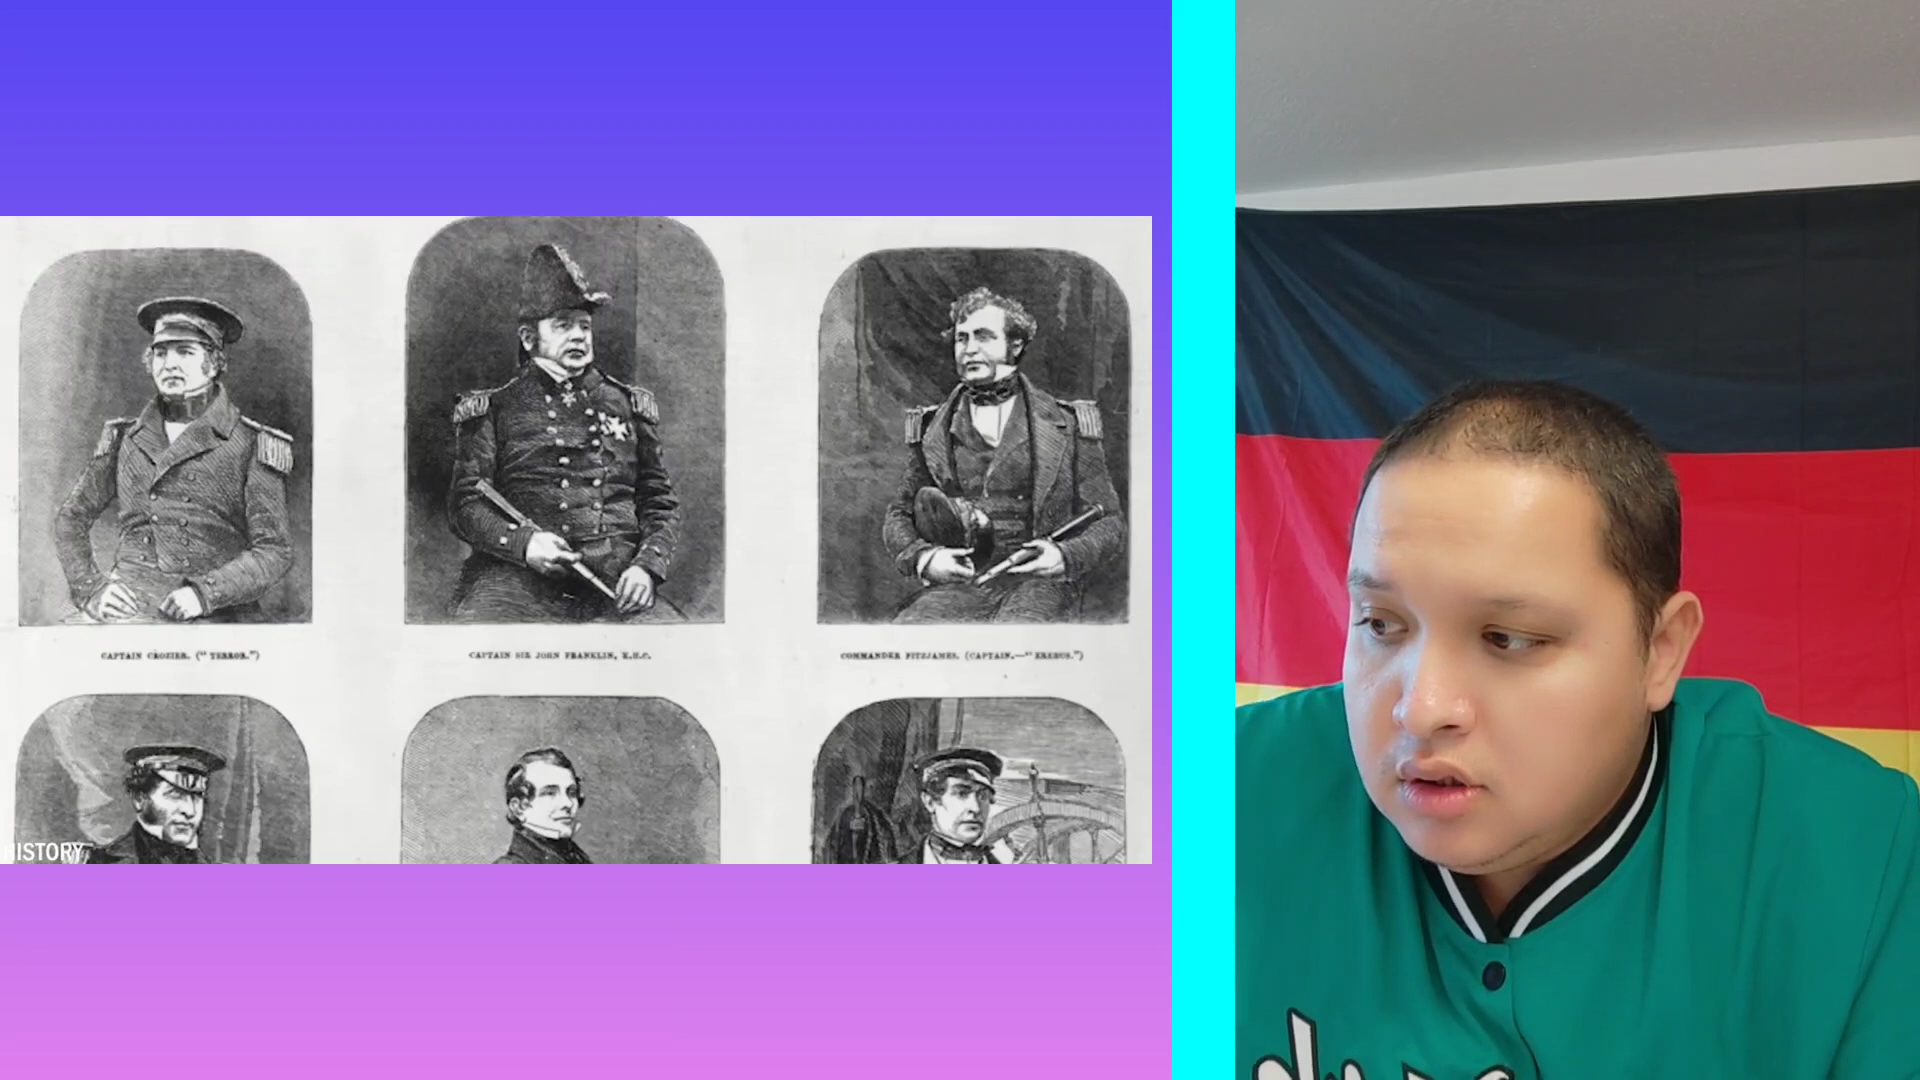 CAPTAIN CROZIER. ("TERROR.")
CAPTAIN SIR JOHN FRANKLIN, K.H.C.
COMMANDER FITZJAMES. (CAPTAIN.—"EREBUS.")
HISTORY